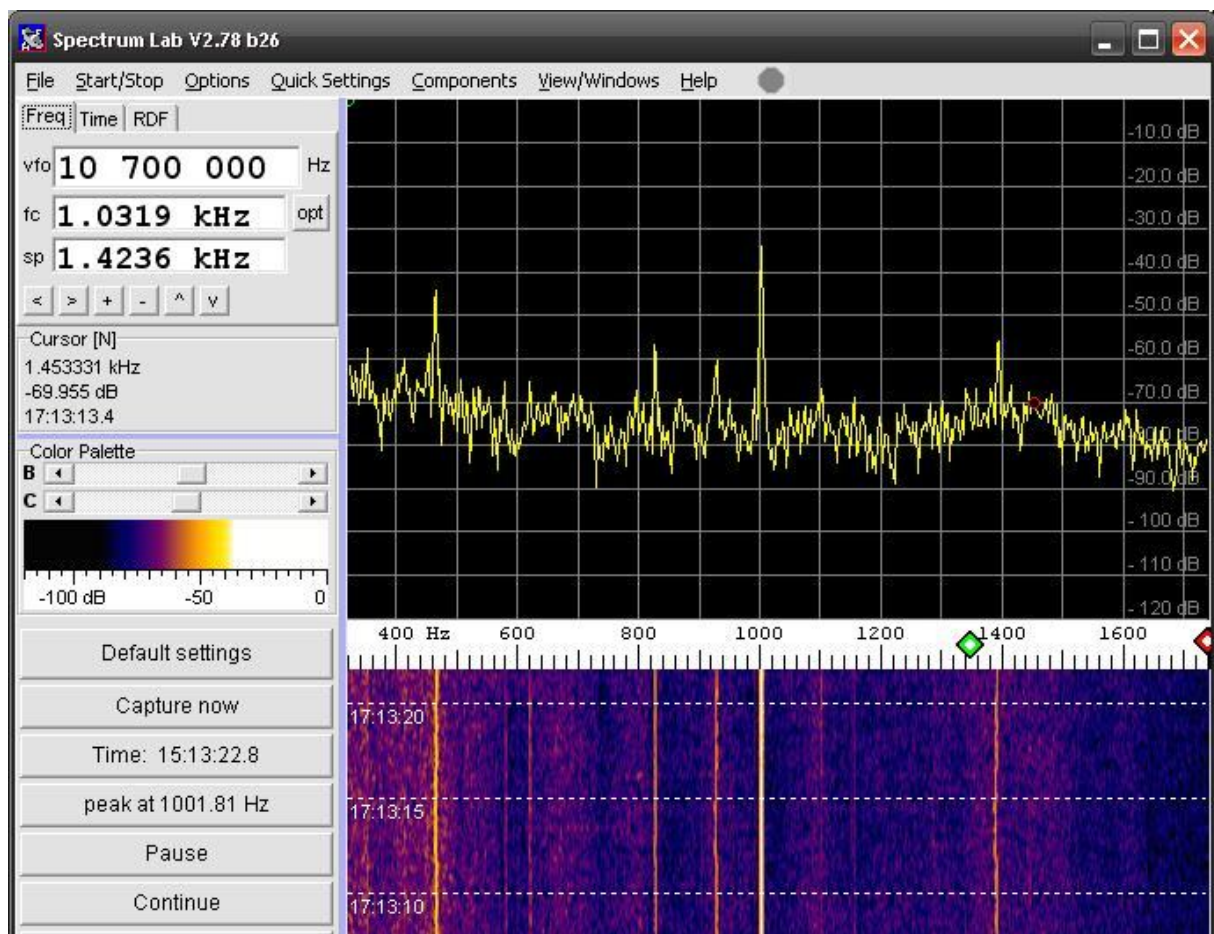 Spectrum Lab V2.78 b26
File Start/Stop Options Quick Settings Components View/Windows Help
Freq Time RDF
vfo 10 700 000 Hz
fc 1.0319 kHz opt
sp 1.4236 kHz
< > + - ^ v
Cursor [N]
1.453331 kHz
-69.955 dB
17:13:13.4
Color Palette
B
C
-100 dB -50 0
Default settings
Capture now
Time: 15:13:22.8
peak at 1001.81 Hz
Pause
Continue
-10.0 dB
-20.0 dB
-30.0 dB
-40.0 dB
-50.0 dB
-60.0 dB
-70.0 dB
-90.0 dB
-100 dB
-110 dB
-120 dB
400 Hz 600 800 1000 1200 1400 1600
17:13:20
17:13:15
17:13:10